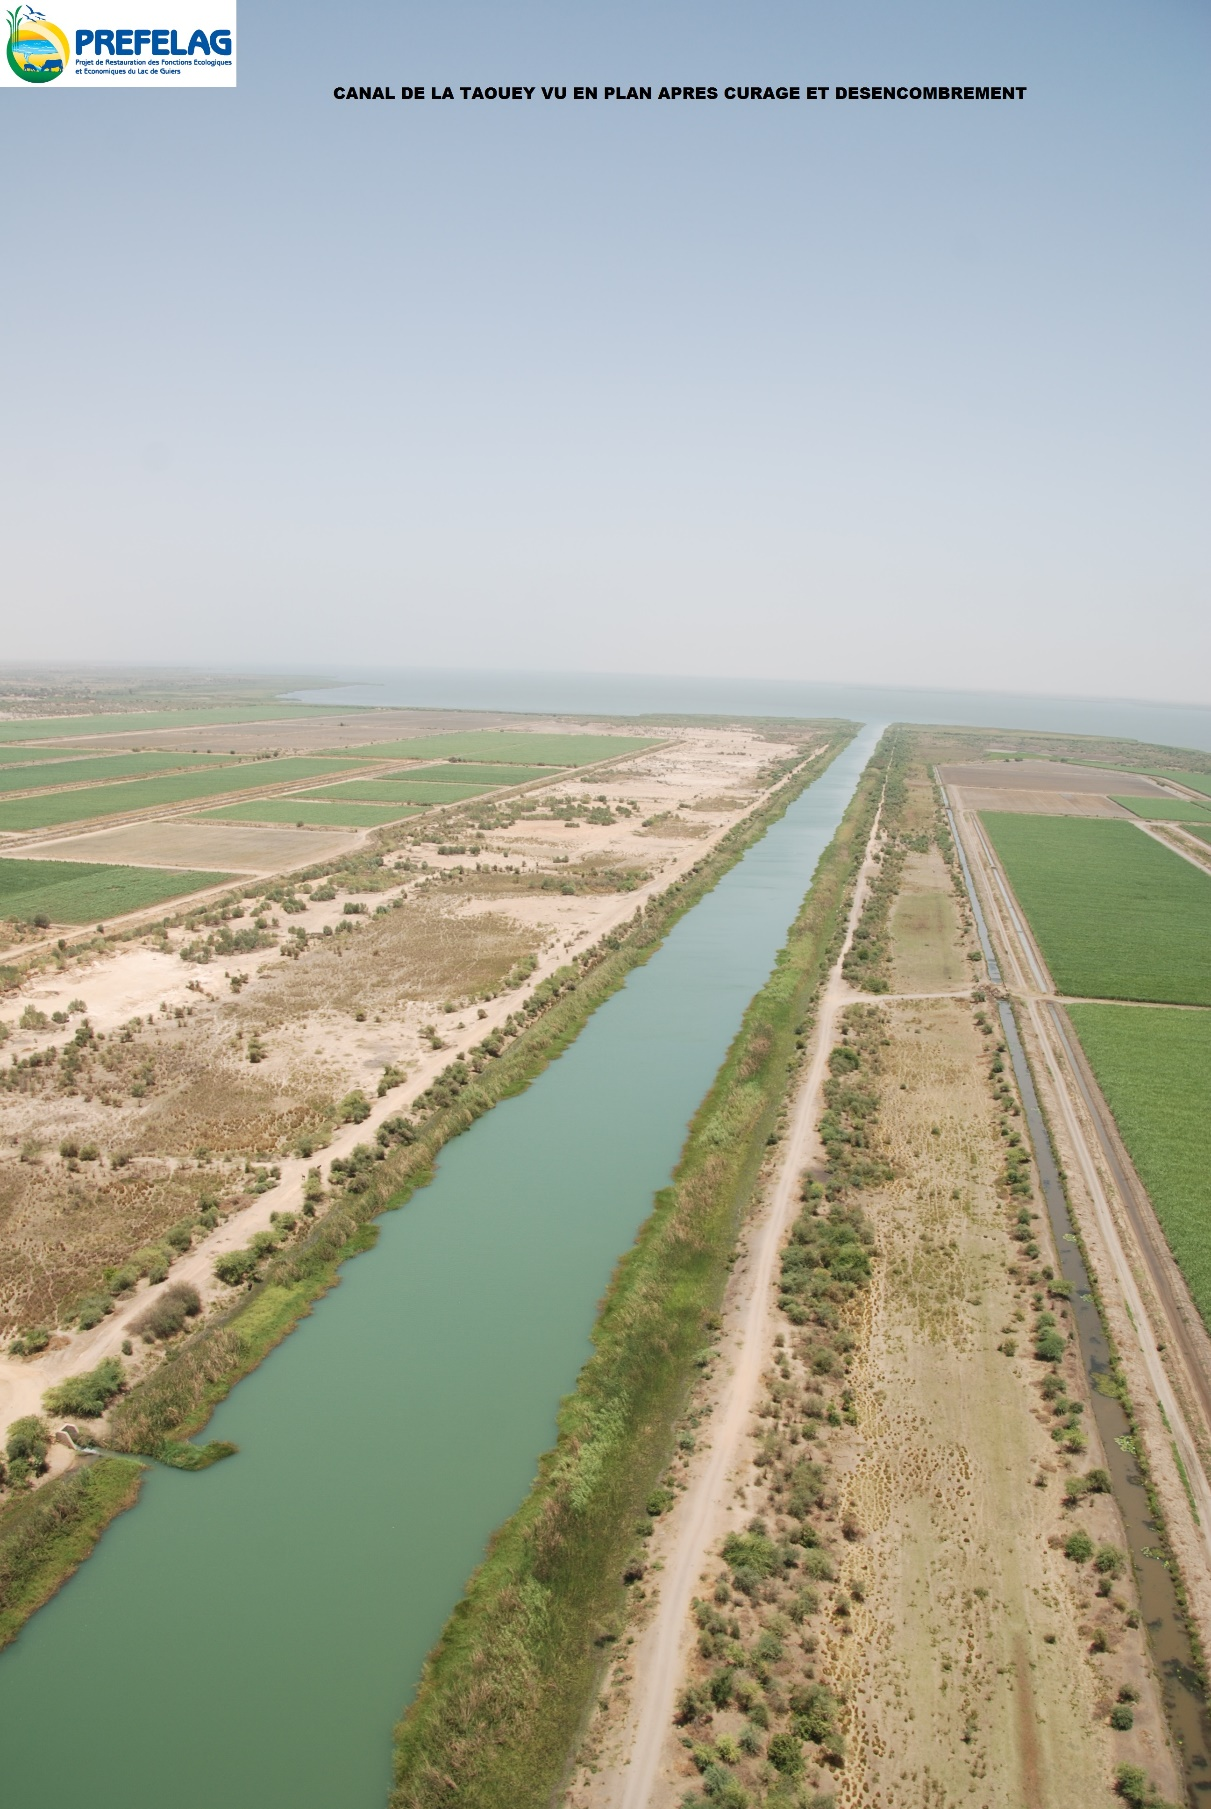 PREFELAG
Projet de Restauration des Fonctions Ecologiques
et Economiques du Lac de Guiers
CANAL DE LA TAOUEY VU EN PLAN APRES CURAGE ET DESENCOMBREMENT